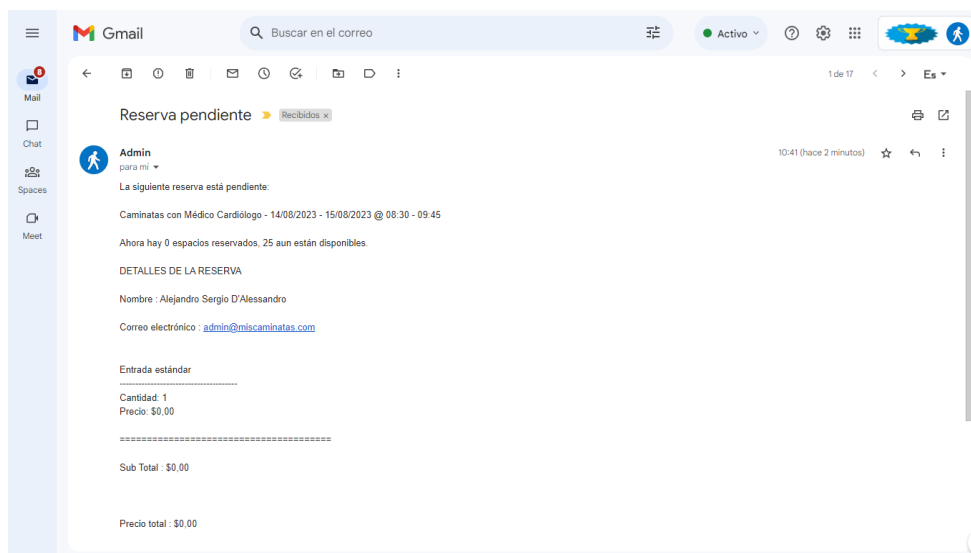 Gmail
Buscar en el correo
Activo
8
Mail
Chat
Spaces
Meet
1 de 17
Es
Reserva pendiente
Recibidos ×
Admin
10:41 (hace 2 minutos)
para mí
La siguiente reserva está pendiente:
Caminatas con Médico Cardiólogo - 14/08/2023 - 15/08/2023 @ 08:30 - 09:45
Ahora hay 0 espacios reservados, 25 aun están disponibles.
DETALLES DE LA RESERVA
Nombre : Alejandro Sergio D'Alessandro
Correo electrónico : admin@miscaminatas.com
Entrada estándar
--------------------------------------
Cantidad: 1
Precio: $0,00
=======================================
Sub Total : $0,00
Precio total : $0,00